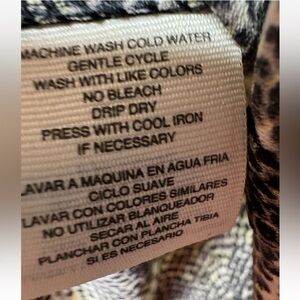 MACHINE WASH COLD WATER
GENTLE CYCLE
WASH WITH LIKE COLORS
NO BLEACH
DRIP DRY
PRESS WITH COOL IRON
IF NECESSARY
LAVAR A MAQUINA EN AGUA FRIA
CICLO SUAVE
LAVAR CON COLORES SIMILARES
NO UTILIZAR BLANQUEADOR
SECAR AL AIRE
PLANCHAR CON PLANCHA TIBIA
SI ES NECESARIO